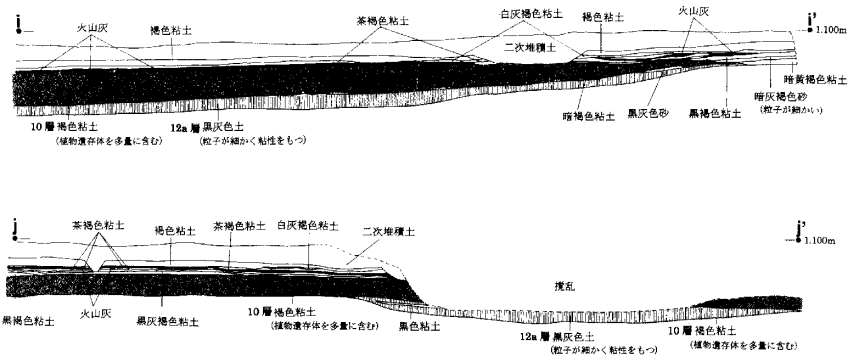 i
火山灰
褐色粘土
茶褐色粘土
白灰褐色粘土
褐色粘土
火山灰
i'
1.100m
二次堆積土
暗黄褐色粘土
暗灰褐色砂
(粒子が細かい)
10層褐色粘土
(植物遺存体を多量に含む)
12a層黒灰色土
(粒子が細かく粘性をもつ)
暗褐色粘土
黒灰色砂
黒褐色粘土
j
茶褐色粘土
褐色粘土
茶褐色粘土
白灰褐色粘土
二次堆積土
j'
1.100m
攪乱
黒褐色粘土
火山灰
黒灰褐色粘土
10層褐色粘土
(植物遺存体を多量に含む)
黒色粘土
12a層黒灰色土
(粒子が細かく粘性をもつ)
10層褐色粘土
(植物遺存体を多量に含む)